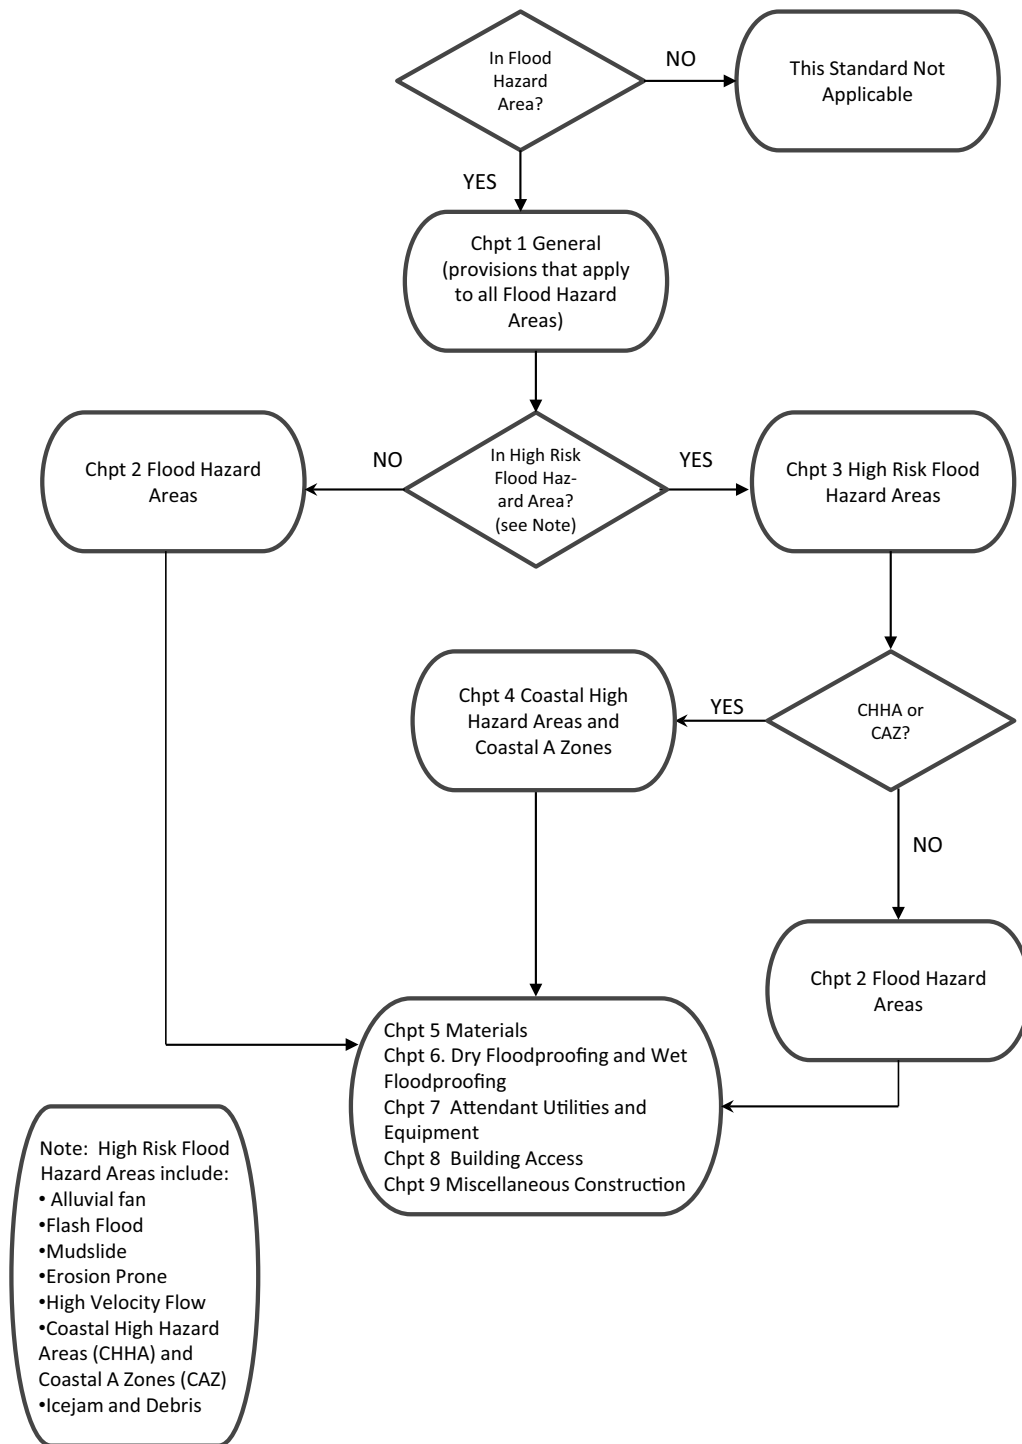 In Flood
Hazard
Area?
NO
This Standard Not
Applicable
YES
Chpt 1 General
(provisions that apply
to all Flood Hazard
Areas)
Chpt 2 Flood Hazard
Areas
NO
In High Risk
Flood Haz-
ard Area?
(see Note)
YES
Chpt 3 High Risk Flood
Hazard Areas
Chpt 4 Coastal High
Hazard Areas and
Coastal A Zones
YES
CHHA or
CAZ?
NO
Chpt 2 Flood Hazard
Areas
Chpt 5 Materials
Chpt 6. Dry Floodproofing and Wet
Floodproofing
Chpt 7 Attendant Utilities and
Equipment
Chpt 8 Building Access
Chpt 9 Miscellaneous Construction
Note: High Risk Flood
Hazard Areas include:
• Alluvial fan
•Flash Flood
•Mudslide
•Erosion Prone
•High Velocity Flow
•Coastal High Hazard
Areas (CHHA) and
Coastal A Zones (CAZ)
•Icejam and Debris